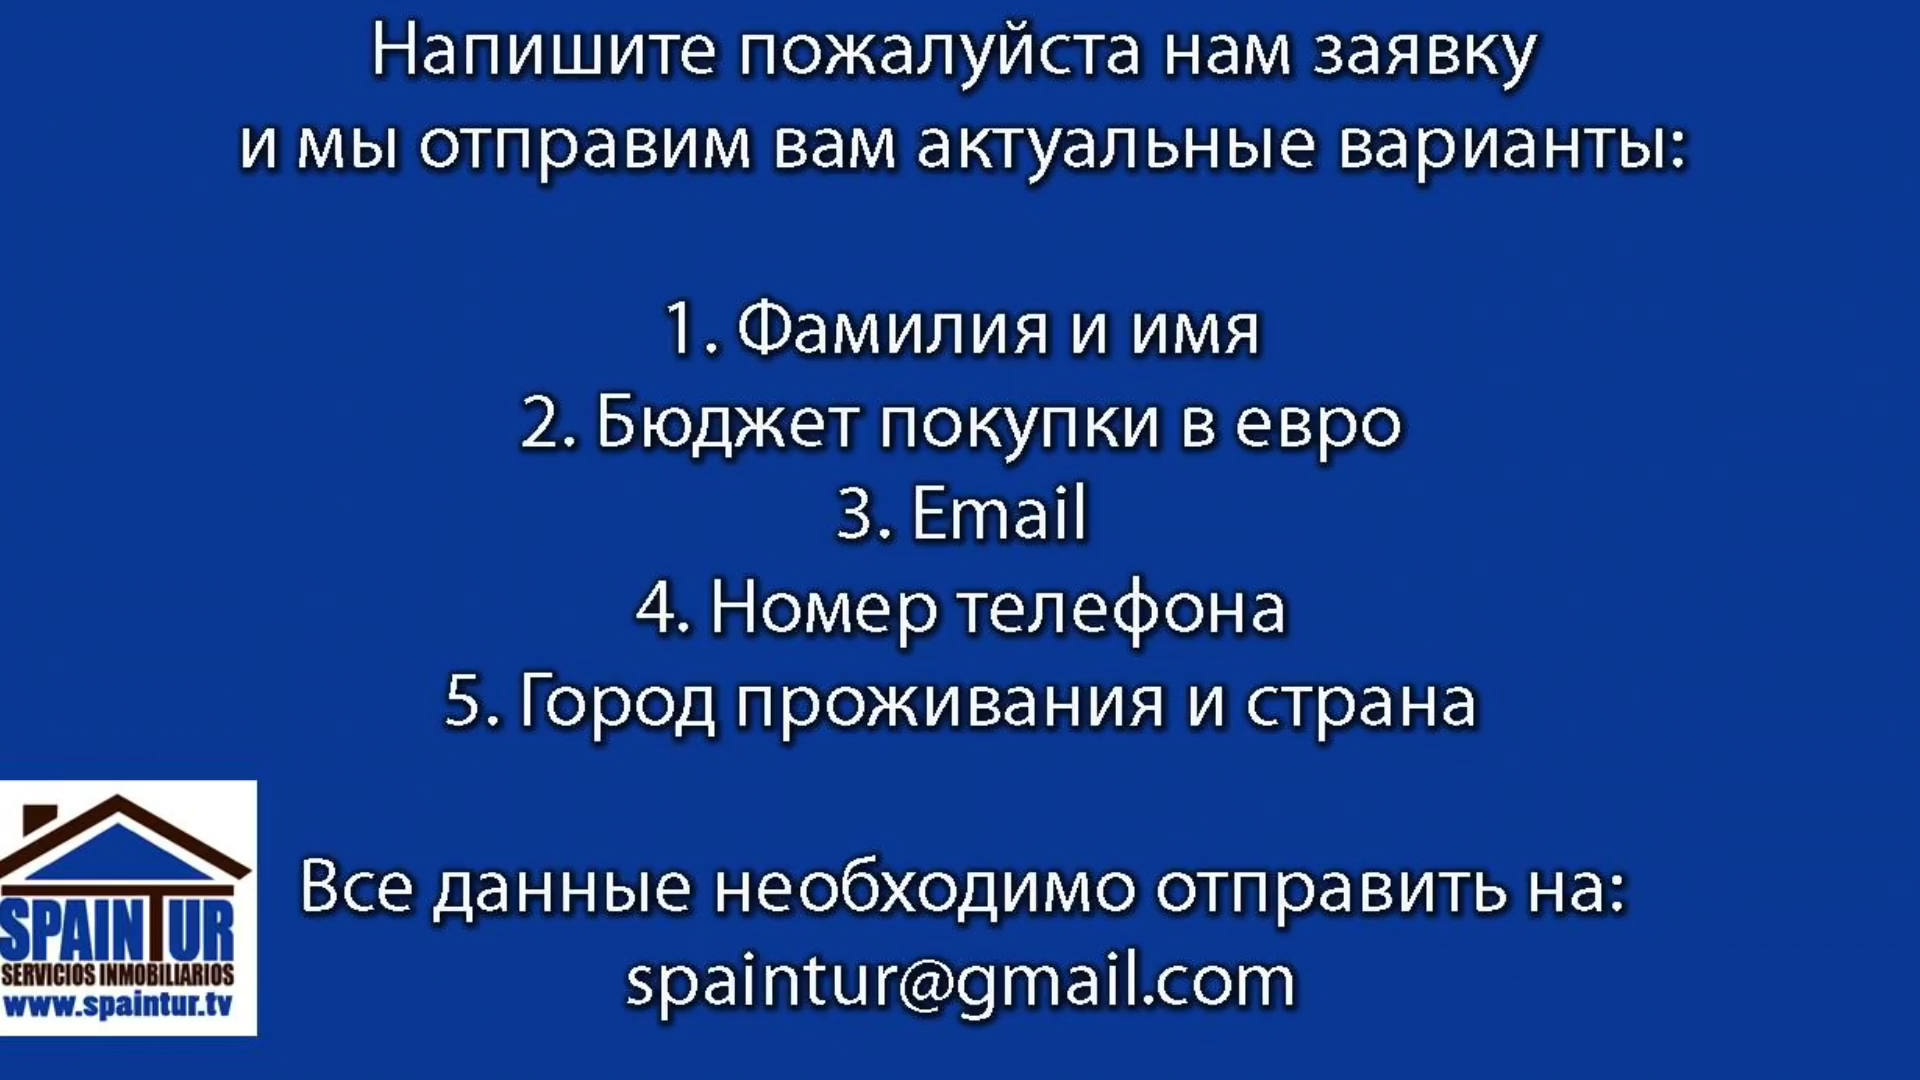 Напишите пожалуйста нам заявку
и мы отправим вам актуальные варианты:
1. Фамилия и имя
2. Бюджет покупки в евро
3. Email
4. Номер телефона
5. Город проживания и страна
Все данные необходимо отправить на:
spaintur@gmail.com
SPAINTUR
SERVICIOS INMOBILIARIOS
www.spaintur.tv